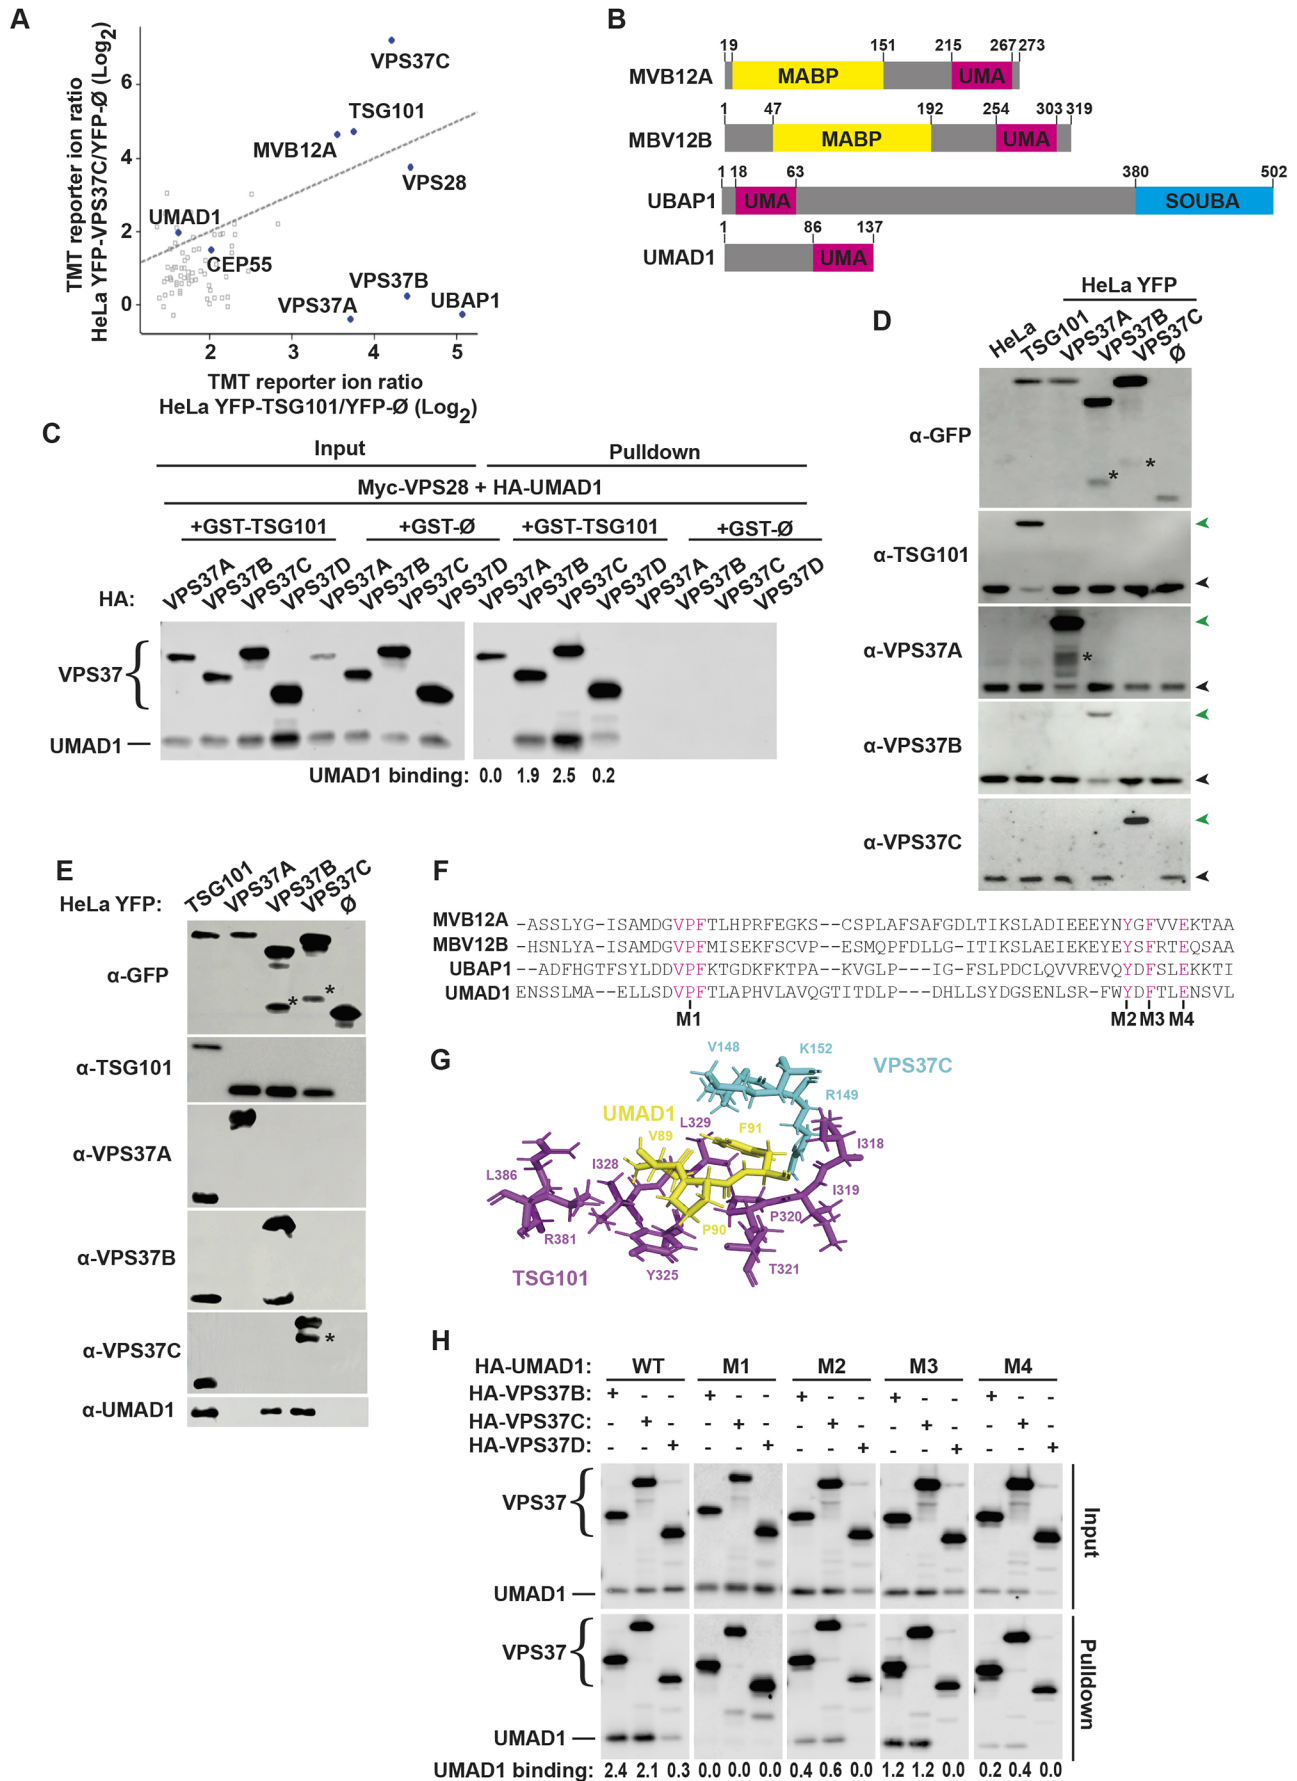 A
TMT reporter ion ratio
HeLa YFP-VPS37C/YFP-Ø (Log2)
6
4
2
0
2
3
4
5
VPS37C
TSG101
MVB12A
VPS28
UMAD1
CEP55
VPS37B
VPS37A
UBAP1
TMT reporter ion ratio
HeLa YFP-TSG101/YFP-Ø (Log2)
B
19 151 215 267 273
MVB12A MABP UMA
1 47 192 254 303 319
MBV12B MABP UMA
1 18 63 380 502
UBAP1 UMA SOUBA
1 86 137
UMAD1 UMA
C
Input Pulldown
Myc-VPS28 + HA-UMAD1
+GST-TSG101 +GST-Ø +GST-TSG101 +GST-Ø
HA: VPS37A VPS37B VPS37C VPS37D VPS37A VPS37B VPS37C VPS37D VPS37A VPS37B VPS37C VPS37D VPS37A VPS37B VPS37C VPS37D
VPS37
UMAD1
UMAD1 binding: 0.0 1.9 2.5 0.2
D
HeLa YFP
HeLa TSG101 VPS37A VPS37B VPS37C Ø
α-GFP
* *
α-TSG101
α-VPS37A
*
α-VPS37B
α-VPS37C
E
HeLa YFP: TSG101 VPS37A VPS37B VPS37C Ø
α-GFP
* *
α-TSG101
α-VPS37A
α-VPS37B
α-VPS37C
*
α-UMAD1
F
MVB12A -ASSLYG-ISAMDGVPFTLHPRFEGKS--CSPLAFSAFGDLTIKSLADIEEEYNYGFVVEKTAA
MBV12B -HSNLYA-ISAMDGVPFMISEKFSCVP--ESMQPFDLLG-ITIKSLAEIEKEYEYSFRTEQSAA
UBAP1 --ADFHGTFSYLDDVPFKTGDKFKTPA--KVGLP---IG-FSLPDCLQVVREVQYDFSLEKKTI
UMAD1 ENSSLMA--ELLSDVPFTLAPHVLAVQGTITDLP---DHLLSYDGSENLSR-FWYDFTLENSVL
M1 M2 M3 M4
G
V148 K152 VPS37C
R149
UMAD1 L329 F91
V89 I318
L386 I328 I319
P320
R381 P90
Y325 T321
TSG101
H
HA-UMAD1: WT M1 M2 M3 M4
HA-VPS37B: + - - + - - + - - + - - + - -
HA-VPS37C: - + - - + - - + - - + - - + -
HA-VPS37D: - - + - - + - - + - - + - - +
VPS37
Input
UMAD1
VPS37
Pulldown
UMAD1
UMAD1 binding: 2.4 2.1 0.3 0.0 0.0 0.0 0.4 0.6 0.0 1.2 1.2 0.0 0.2 0.4 0.0